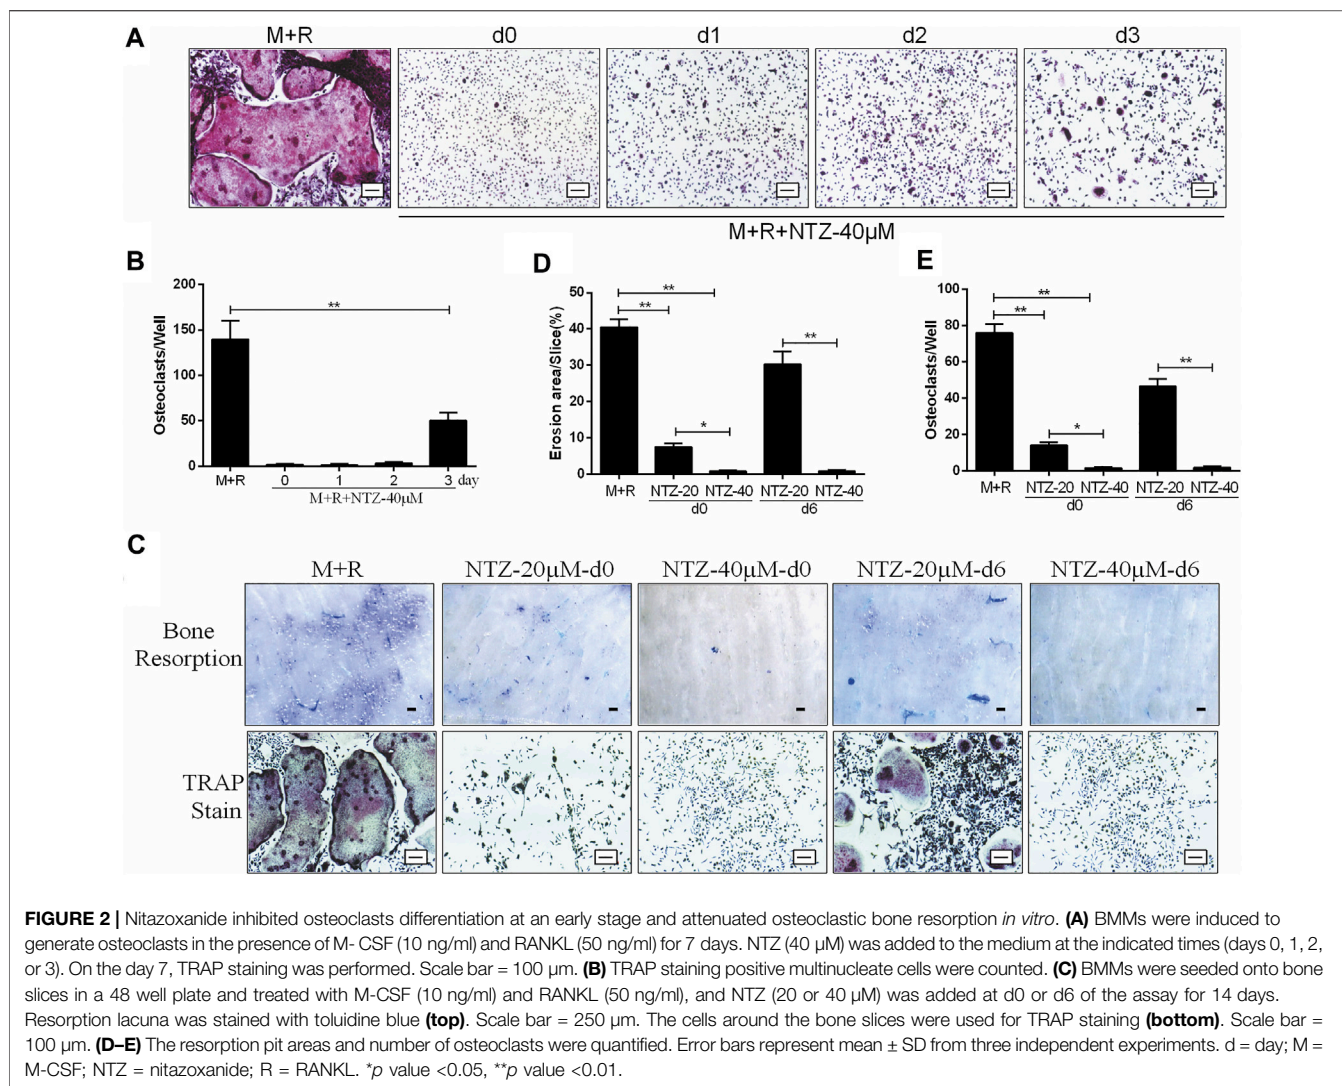 A
M+R
d0
d1
d2
d3
M+R+NTZ-40μM
B
Osteoclasts/Well
200
150
100
50
0
**
M+R
0
1
2
3
day
M+R+NTZ-40μM
D
Erosion area/Slice(%)
50
40
30
20
10
0
**
**
**
*
M+R
NTZ-20
NTZ-40
NTZ-20
NTZ-40
d0
d6
E
Osteoclasts/Well
100
80
60
40
20
0
**
**
**
*
M+R
NTZ-20
NTZ-40
NTZ-20
NTZ-40
d0
d6
C
M+R
NTZ-20μM-d0
NTZ-40μM-d0
NTZ-20μM-d6
NTZ-40μM-d6
Bone
Resorption
TRAP
Stain
FIGURE 2 | Nitazoxanide inhibited osteoclasts differentiation at an early stage and attenuated osteoclastic bone resorption in vitro. (A) BMMs were induced to
generate osteoclasts in the presence of M- CSF (10 ng/ml) and RANKL (50 ng/ml) for 7 days. NTZ (40 μM) was added to the medium at the indicated times (days 0, 1, 2,
or 3). On the day 7, TRAP staining was performed. Scale bar = 100 μm. (B) TRAP staining positive multinucleate cells were counted. (C) BMMs were seeded onto bone
slices in a 48 well plate and treated with M-CSF (10 ng/ml) and RANKL (50 ng/ml), and NTZ (20 or 40 μM) was added at d0 or d6 of the assay for 14 days.
Resorption lacuna was stained with toluidine blue (top). Scale bar = 250 μm. The cells around the bone slices were used for TRAP staining (bottom). Scale bar =
100 μm. (D–E) The resorption pit areas and number of osteoclasts were quantified. Error bars represent mean ± SD from three independent experiments. d = day; M =
M-CSF; NTZ = nitazoxanide; R = RANKL. *p value <0.05, **p value <0.01.